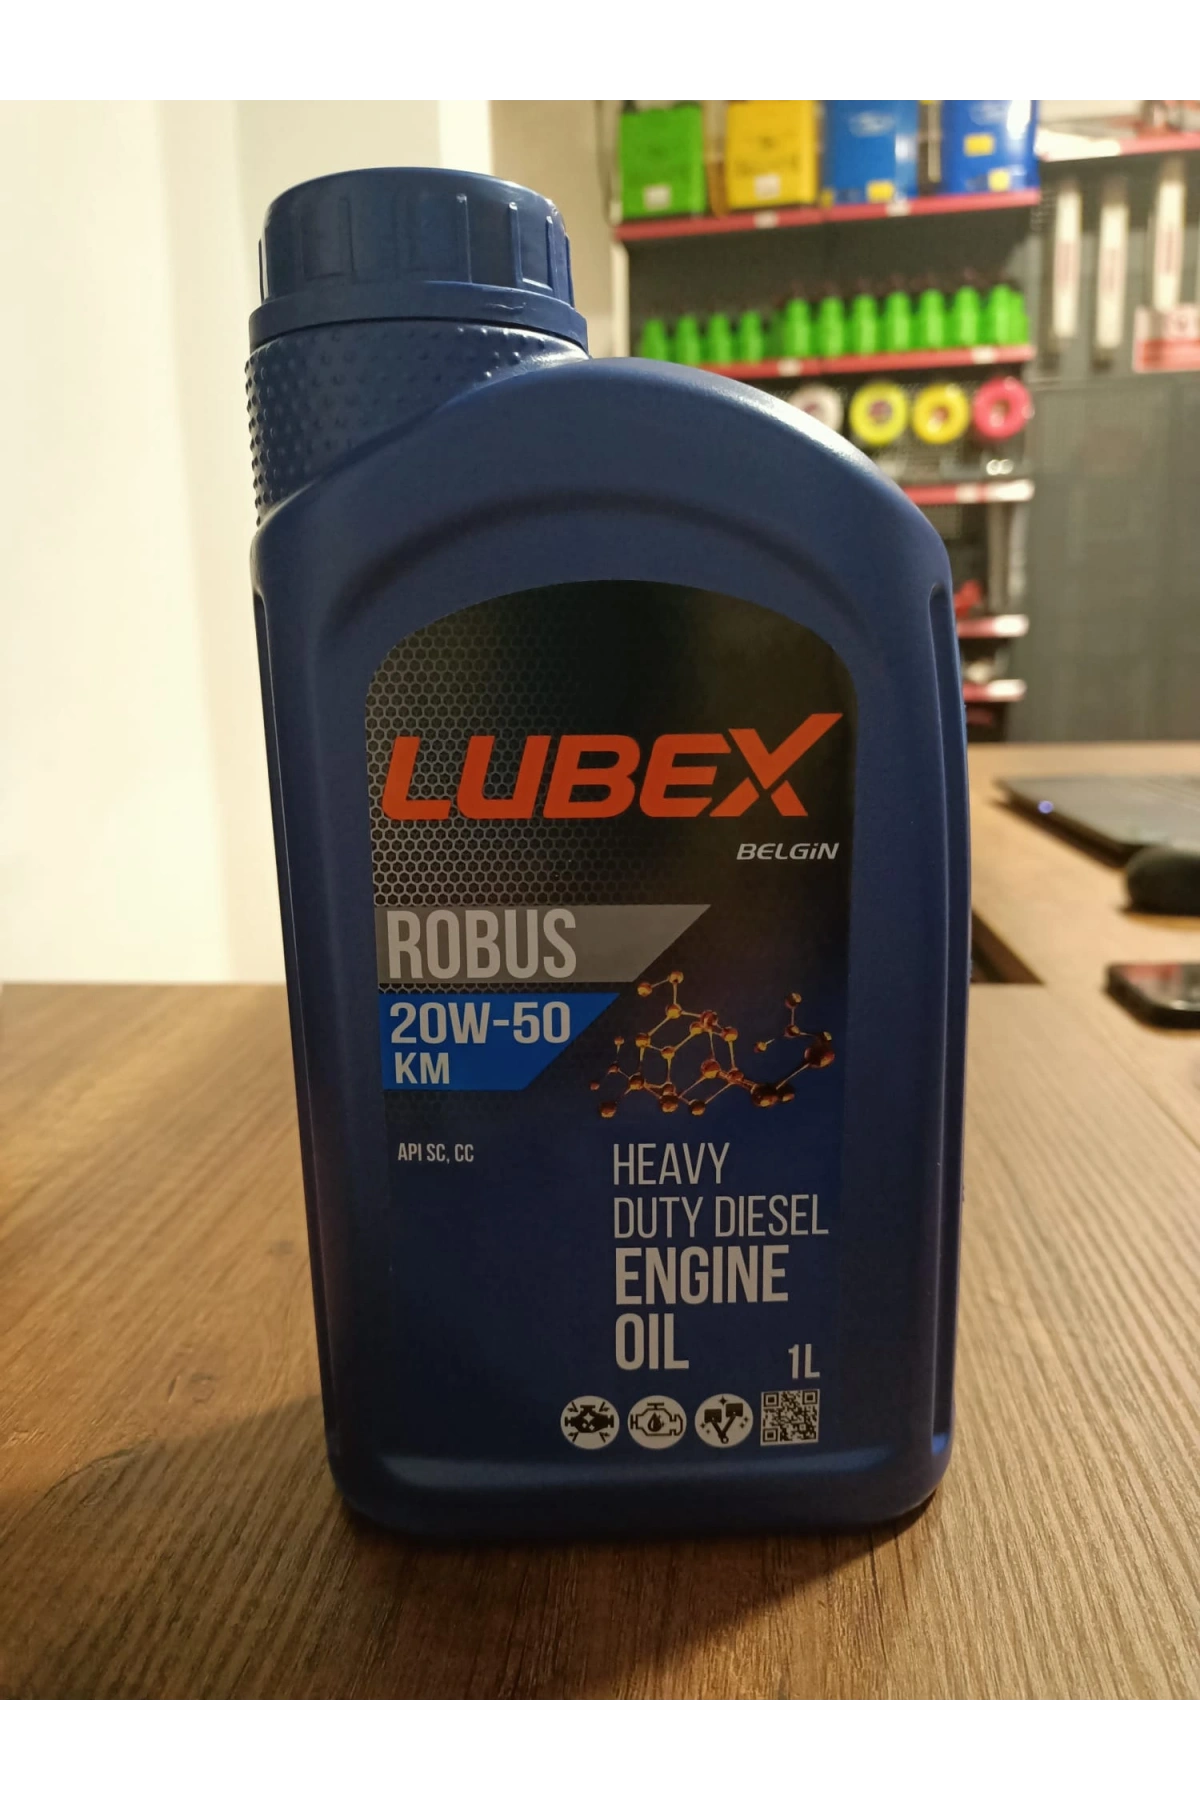 LUBEX
BELGiN
ROBUS
20W-50
KM
API SC, CC
HEAVY
DUTY DIESEL
ENGINE
OIL
1L